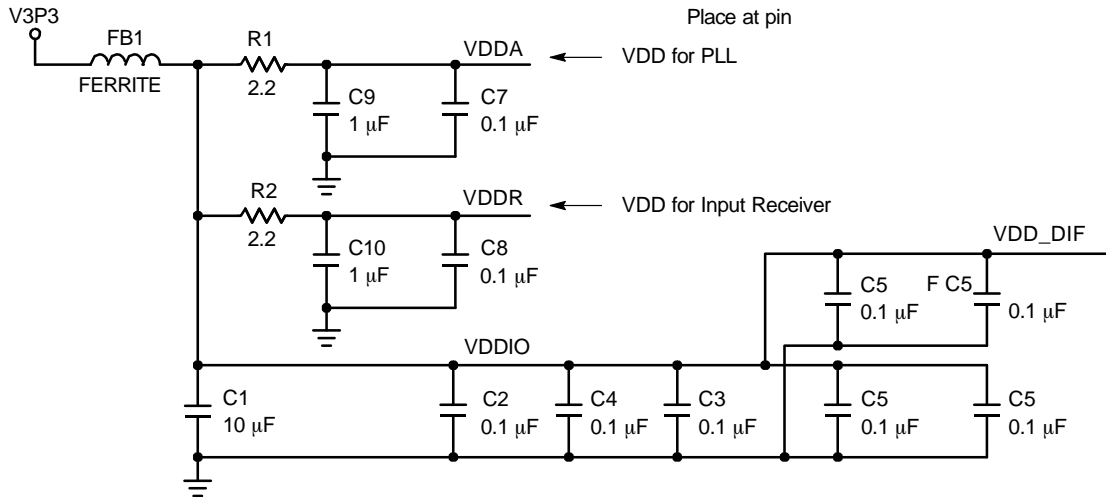 V3P3
Place at pin
FB1
R1
VDDA
VDD for PLL
FERRITE
2.2
C9
1 μF
C7
0.1 μF
R2
VDDR
VDD for Input Receiver
2.2
C10
1 μF
C8
0.1 μF
VDD_DIF
C5
0.1 μF
F C5
0.1 μF
VDDIO
C1
10 μF
C2
0.1 μF
C4
0.1 μF
C3
0.1 μF
C5
0.1 μF
C5
0.1 μF